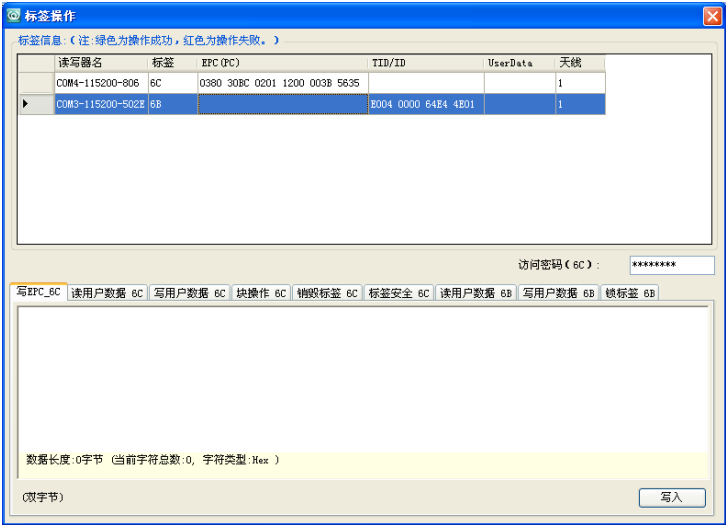 标签操作
标签信息:(注:绿色为操作成功，红色为操作失败。)
读写器名 标签 EPC(PC) TID/ID UserData 天线
COM4-115200-806 6C 0380 30BC 0201 1200 003B 5635 1
COM3-115200-502E 6B E004 0000 64E4 4E01 1
访问密码(6C): ********
写EPC_6C 读用户数据 6C 写用户数据 6C 块操作 6C 销毁标签 6C 标签安全 6C 读用户数据 6B 写用户数据 6B 锁标签 6B
数据长度:0字节 (当前字符总数:0, 字符类型:Hex )
(双字节) 写入